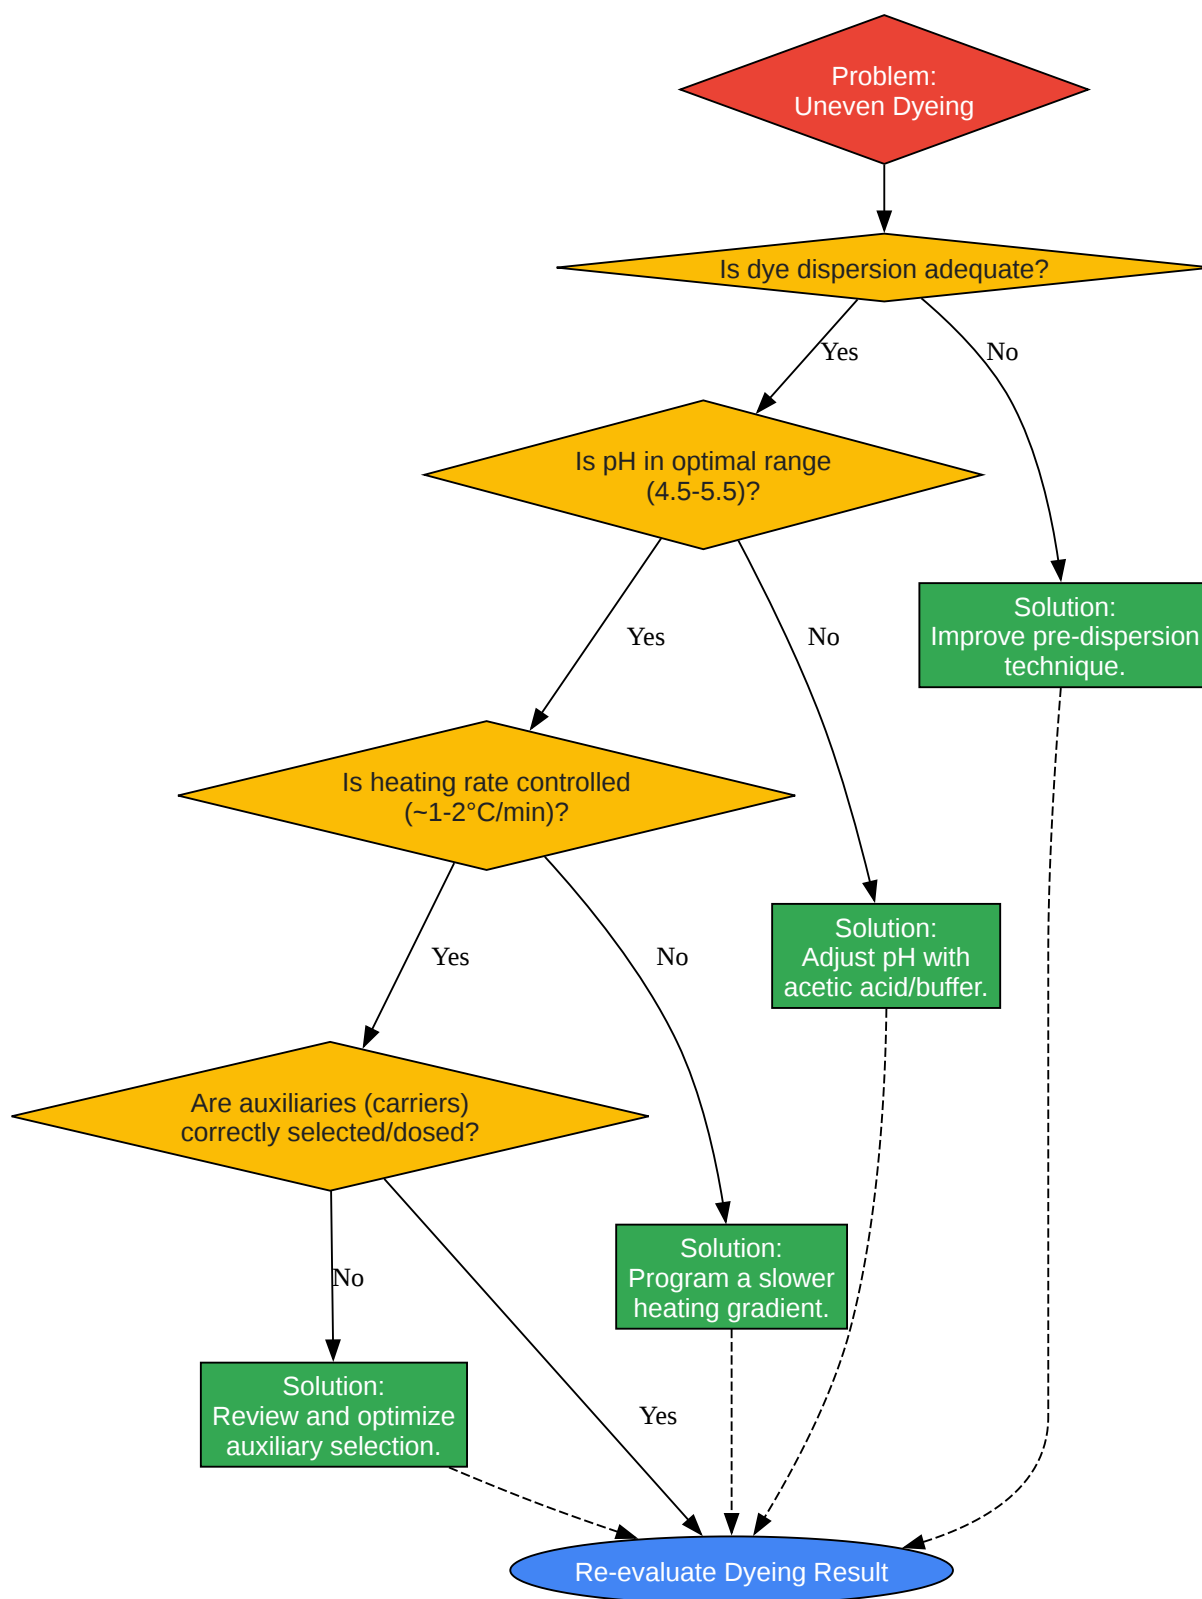 Problem:
Uneven Dyeing
Is dye dispersion adequate?
Yes
No
Is pH in optimal range
(4.5-5.5)?
Solution:
Improve pre-dispersion
technique.
Yes
No
Is heating rate controlled
(~1-2°C/min)?
Solution:
Adjust pH with
acetic acid/buffer.
Yes
No
Are auxiliaries (carriers)
correctly selected/dosed?
Solution:
Program a slower
heating gradient.
No
Yes
Solution:
Review and optimize
auxiliary selection.
Re-evaluate Dyeing Result